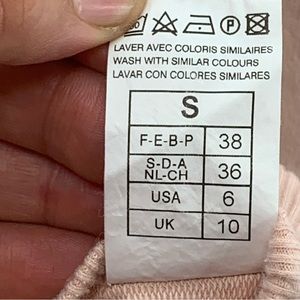 LAVER AVEC COLORIS SIMILAIRES
WASH WITH SIMILAR COLOURS
LAVAR CON COLORES SIMILARES
S
F-E-B-P 38
S-D-A NL-CH 36
USA 6
UK 10